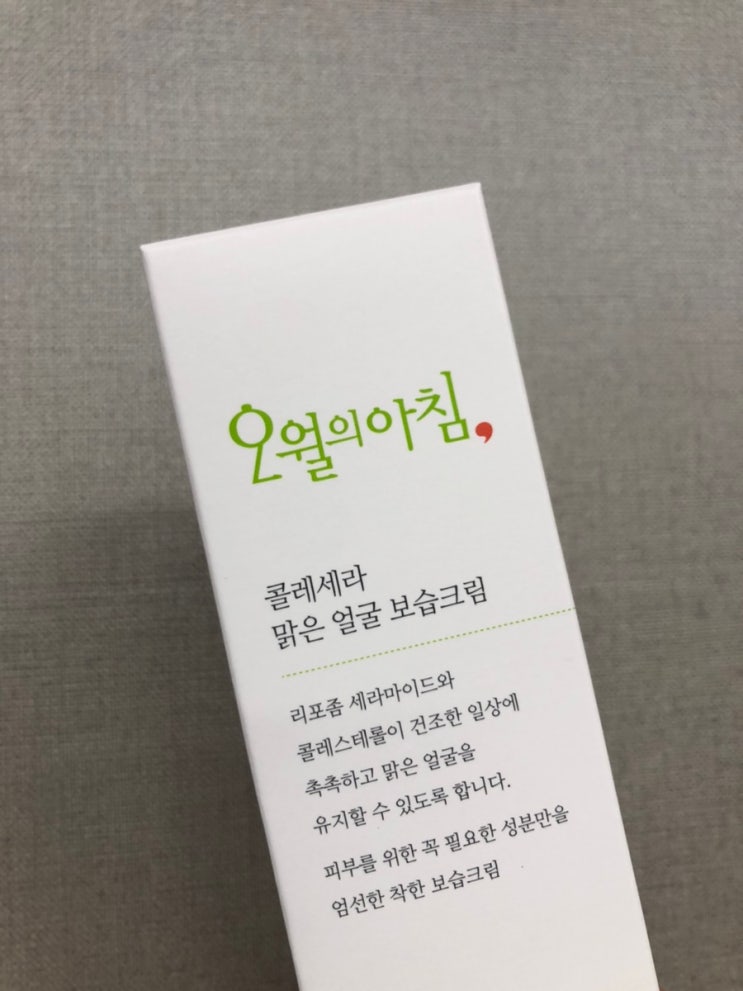 오월의아침,
콜레세라
맑은 얼굴 보습크림
리포좀 세라마이드와
콜레스테롤이 건조한 일상에
촉촉하고 맑은 얼굴을
유지할 수 있도록 합니다.
피부를 위한 꼭 필요한 성분만을
엄선한 착한 보습크림